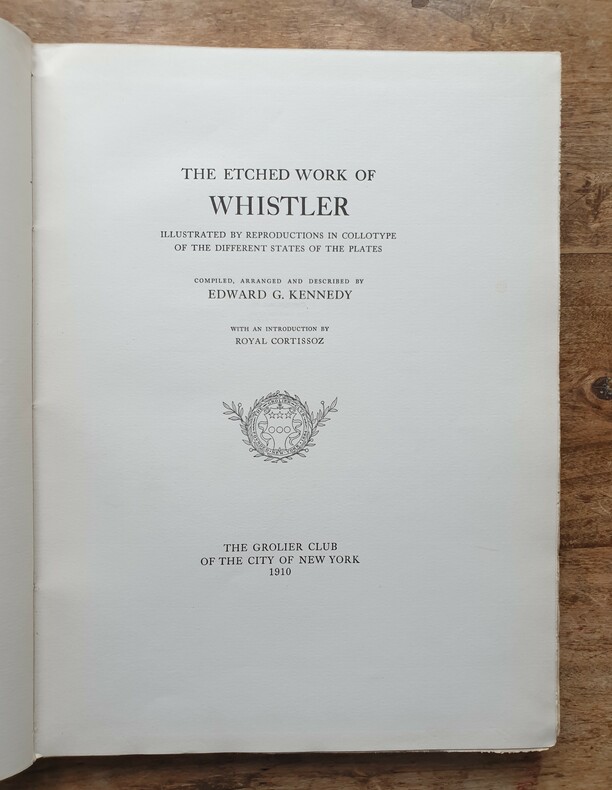 THE ETCHED WORK OF
WHISTLER
ILLUSTRATED BY REPRODUCTIONS IN COLLOTYPE
OF THE DIFFERENT STATES OF THE PLATES
COMPILED, ARRANGED AND DESCRIBED BY
EDWARD G. KENNEDY
WITH AN INTRODUCTION BY
ROYAL CORTISSOZ
THE GROLIER CLUB
OF THE CITY OF NEW YORK
1910